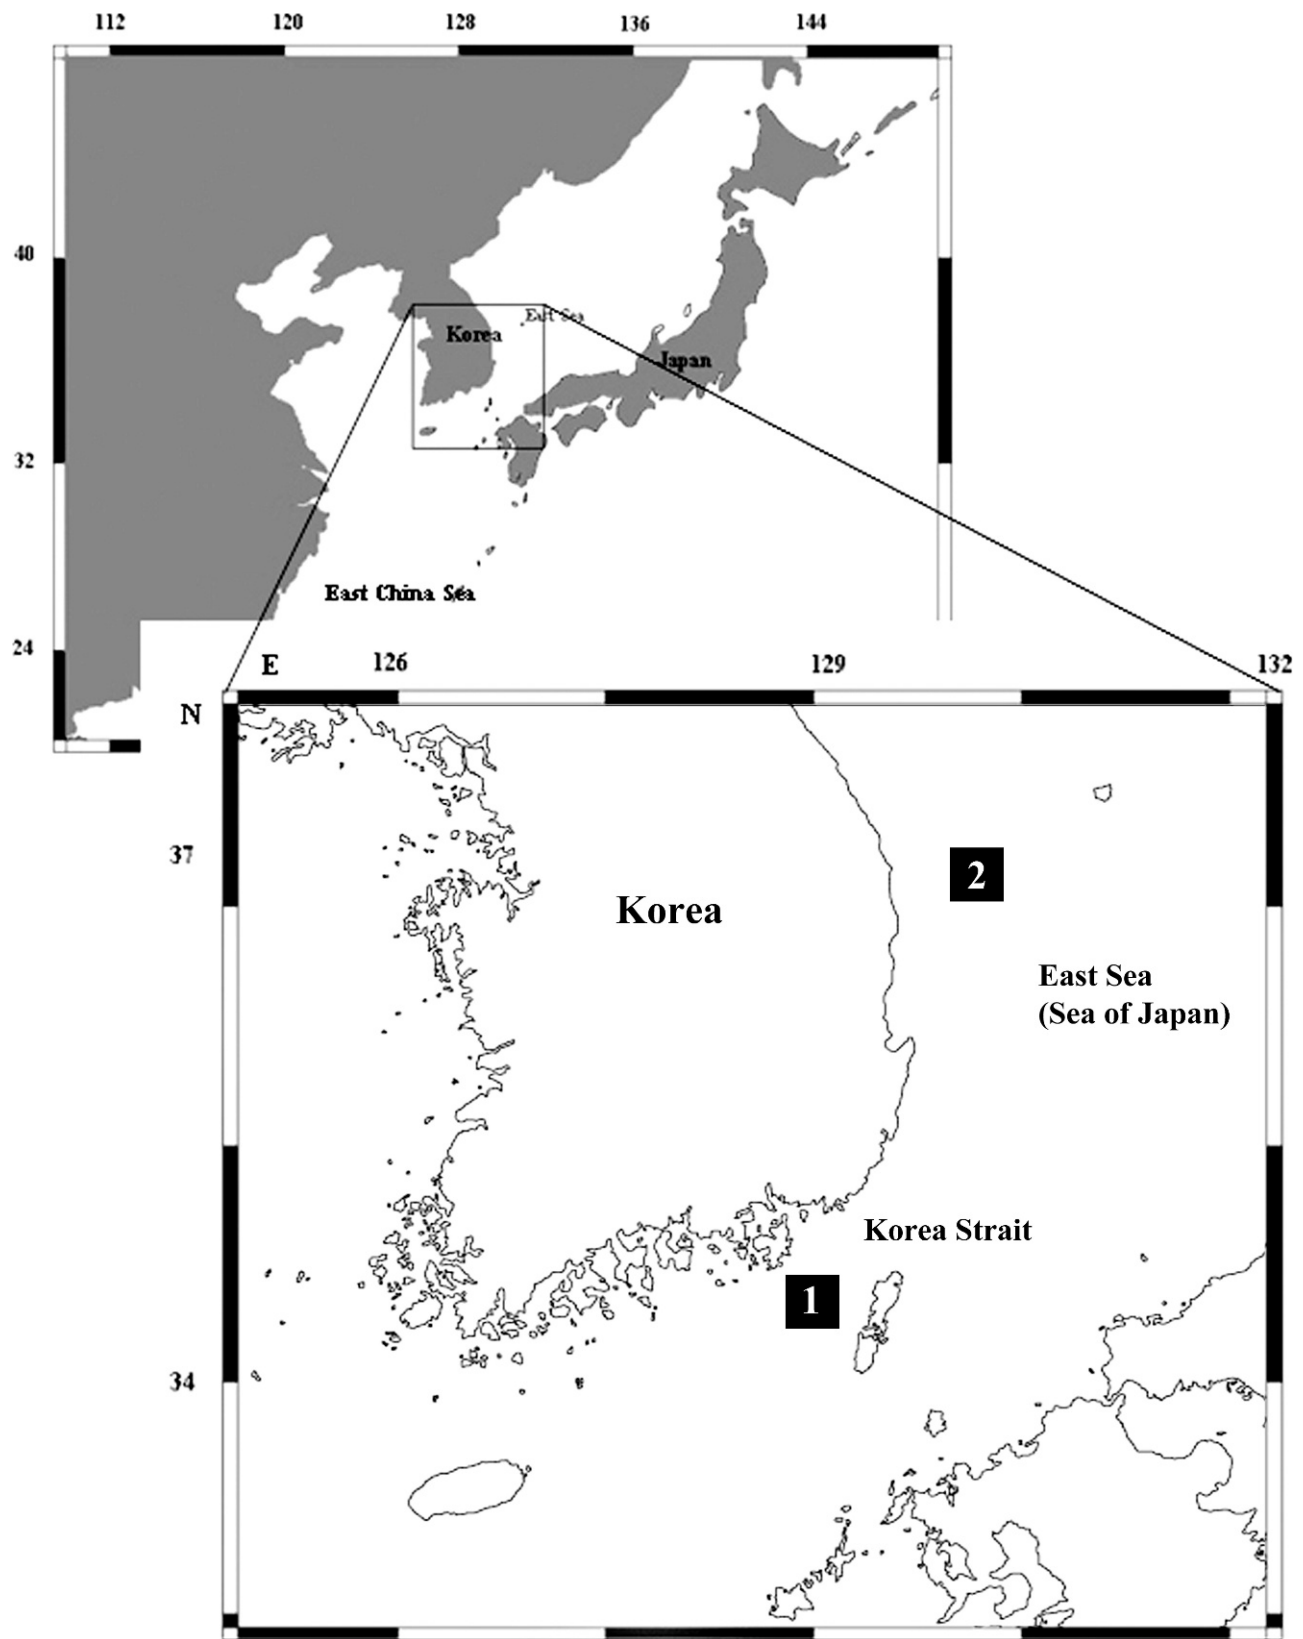 112 120 128 136 144
40
East Sea
Korea
Japan
32
East China Sea
24
E 126 129 132
N
37
2
Korea
East Sea
(Sea of Japan)
Korea Strait
1
34